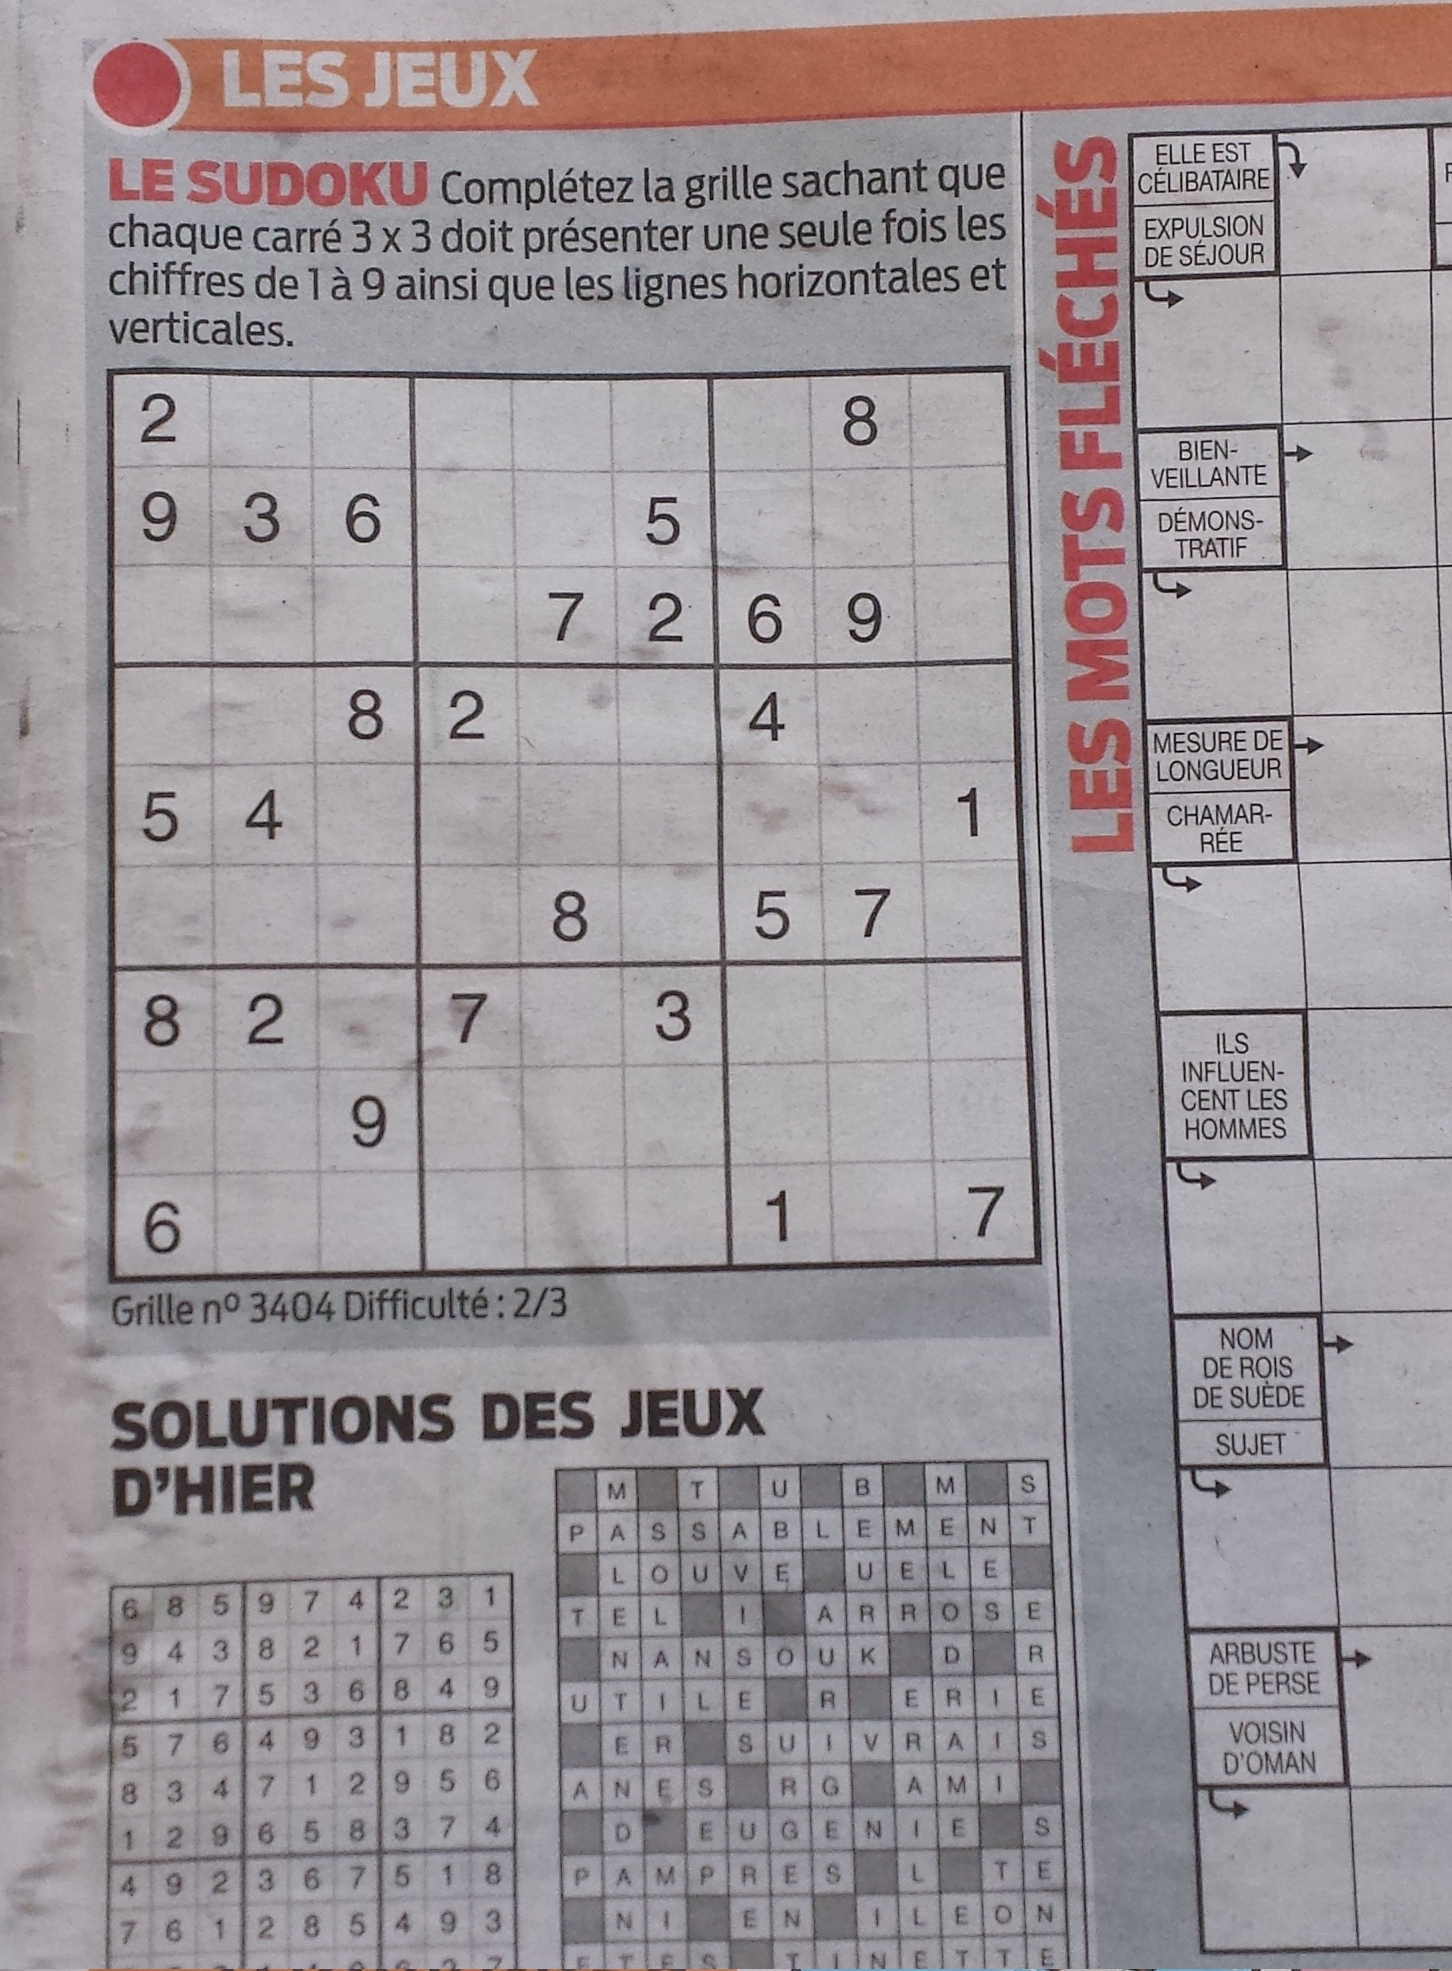 LES JEUX
LE SUDOKU Complétez la grille sachant que
chaque carré 3 x 3 doit présenter une seule fois les
chiffres de 1 à 9 ainsi que les lignes horizontales et
verticales.
2 8
9 3 6 5
7 2 6 9
8 2 4
5 4 1
8 5 7
8 2 7 3
9
6 1 7
Grille nº 3404 Difficulté : 2/3
SOLUTIONS DES JEUX
D'HIER
6 8 5 9 7 4 2 3 1
9 4 3 8 2 1 7 6 5
2 1 7 5 3 6 8 4 9
5 7 6 4 9 3 1 8 2
8 3 4 7 1 2 9 5 6
1 2 9 6 5 8 3 7 4
4 9 2 3 6 7 5 1 8
7 6 1 2 8 5 4 9 3
M T U B M S
P A S S A B L E M E N T
L O U V E U E L E
T E L I A R R O S E
N A N S O U K D R
U T I L E R E R I E
E R S U I V R A I S
A N E S R G A M I
D E U G E N I E S
P A M P R E S L T E
N I E N I L E O N
E T E S T I N E T T E
LES MOTS FLÉCHÉS
ELLE EST
CÉLIBATAIRE
EXPULSION
DE SÉJOUR
BIEN-
VEILLANTE
DÉMONS-
TRATIF
MESURE DE
LONGUEUR
CHAMAR-
RÉE
ILS
INFLUEN-
CENT LES
HOMMES
NOM
DE ROIS
DE SUÈDE
SUJET
ARBUSTE
DE PERSE
VOISIN
D'OMAN